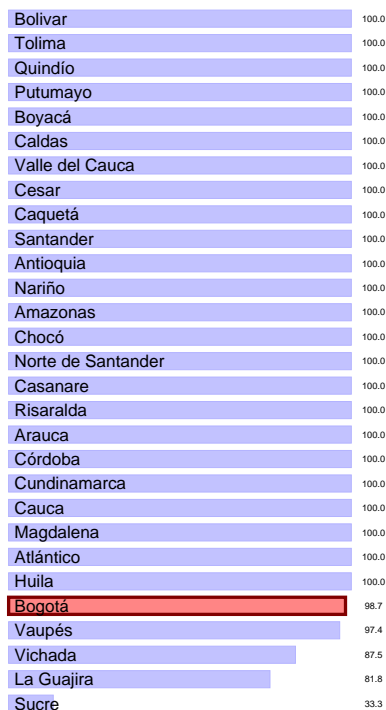 Bolivar 100.0
Tolima 100.0
Quindío 100.0
Putumayo 100.0
Boyacá 100.0
Caldas 100.0
Valle del Cauca 100.0
Cesar 100.0
Caquetá 100.0
Santander 100.0
Antioquia 100.0
Nariño 100.0
Amazonas 100.0
Chocó 100.0
Norte de Santander 100.0
Casanare 100.0
Risaralda 100.0
Arauca 100.0
Córdoba 100.0
Cundinamarca 100.0
Cauca 100.0
Magdalena 100.0
Atlántico 100.0
Huila 100.0
Bogotá 98.7
Vaupés 97.4
Vichada 87.5
La Guajira 81.8
Sucre 33.3